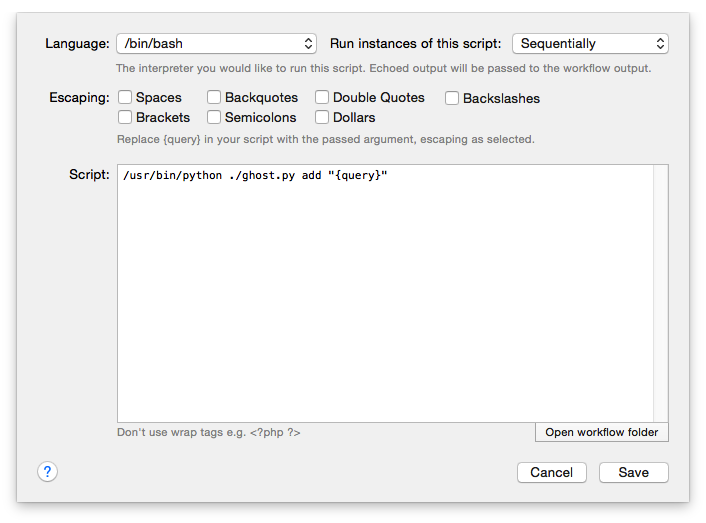 Language: /bin/bash Run instances of this script: Sequentially
The interpreter you would like to run this script. Echoed output will be passed to the workflow output.
Escaping: Spaces Backquotes Double Quotes Backslashes
Brackets Semicolons Dollars
Replace {query} in your script with the passed argument, escaping as selected.
Script: /usr/bin/python ./ghost.py add "{query}"
Don't use wrap tags e.g. <?php ?> Open workflow folder
? Cancel Save